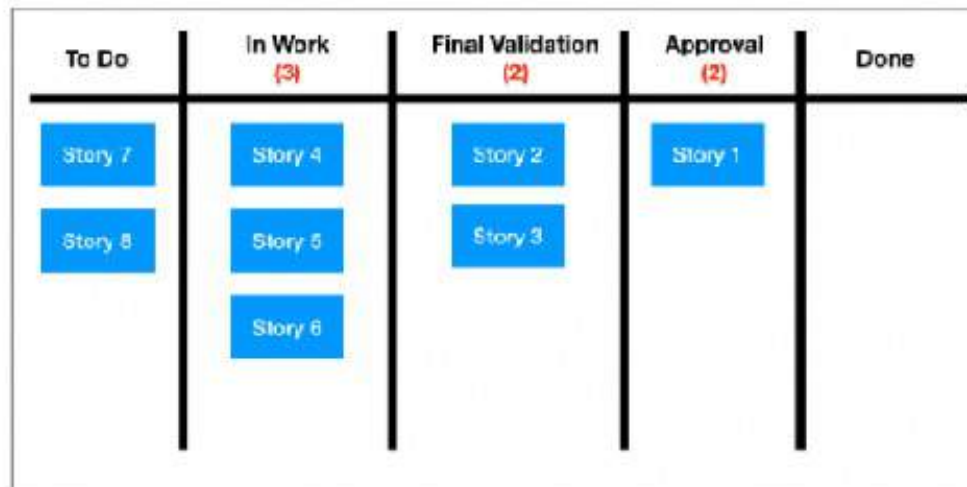 To Do
In Work
(3)
Final Validation
(2)
Approval
(2)
Done
Story 7
Story 4
Story 2
Story 1
Story 8
Story 5
Story 3
Story 6